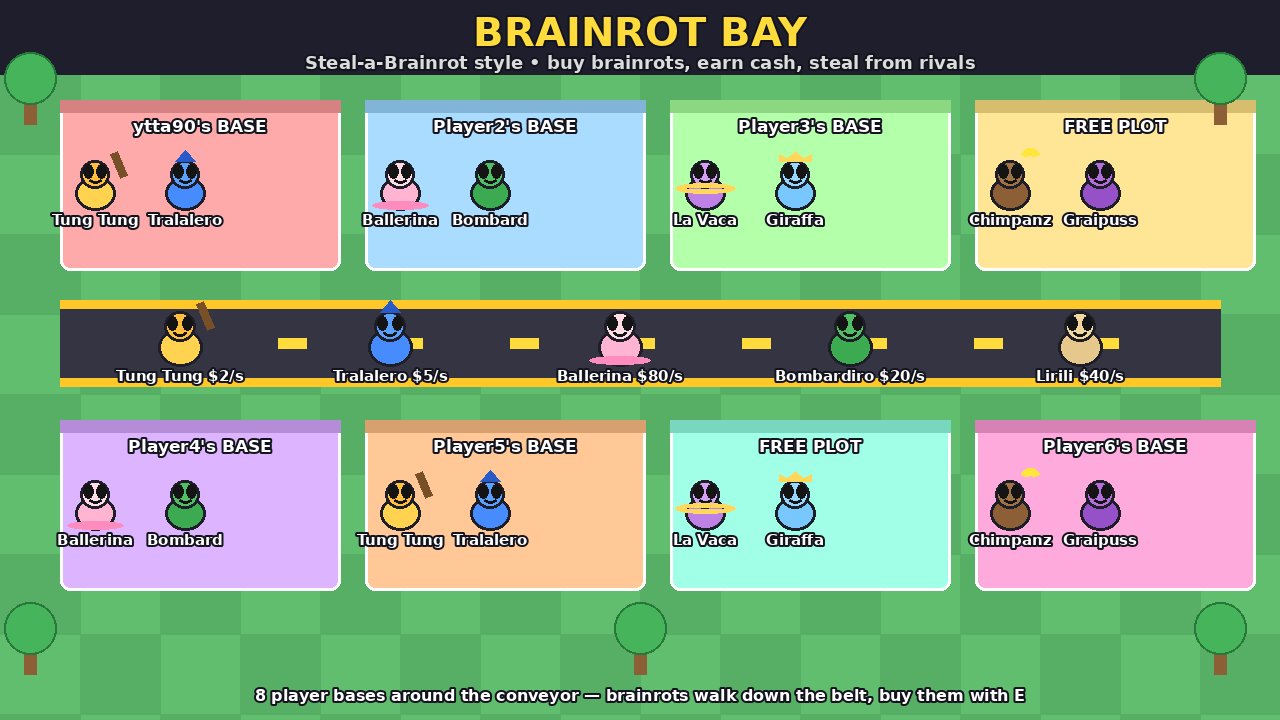 BRAINROT BAY
Steal-a-Brainrot style • buy brainrots, earn cash, steal from rivals
ytta90's BASE
Tung Tung
Tralalero
Player2's BASE
Ballerina
Bombard
Player3's BASE
La Vaca
Giraffa
FREE PLOT
Chimpanz
Graipuss
Tung Tung $2/s
Tralalero $5/s
Ballerina $80/s
Bombardiro $20/s
Lirili $40/s
Player4's BASE
Ballerina
Bombard
Player5's BASE
Tung Tung
Tralalero
FREE PLOT
La Vaca
Giraffa
Player6's BASE
Chimpanz
Graipuss
8 player bases around the conveyor — brainrots walk down the belt, buy them with E